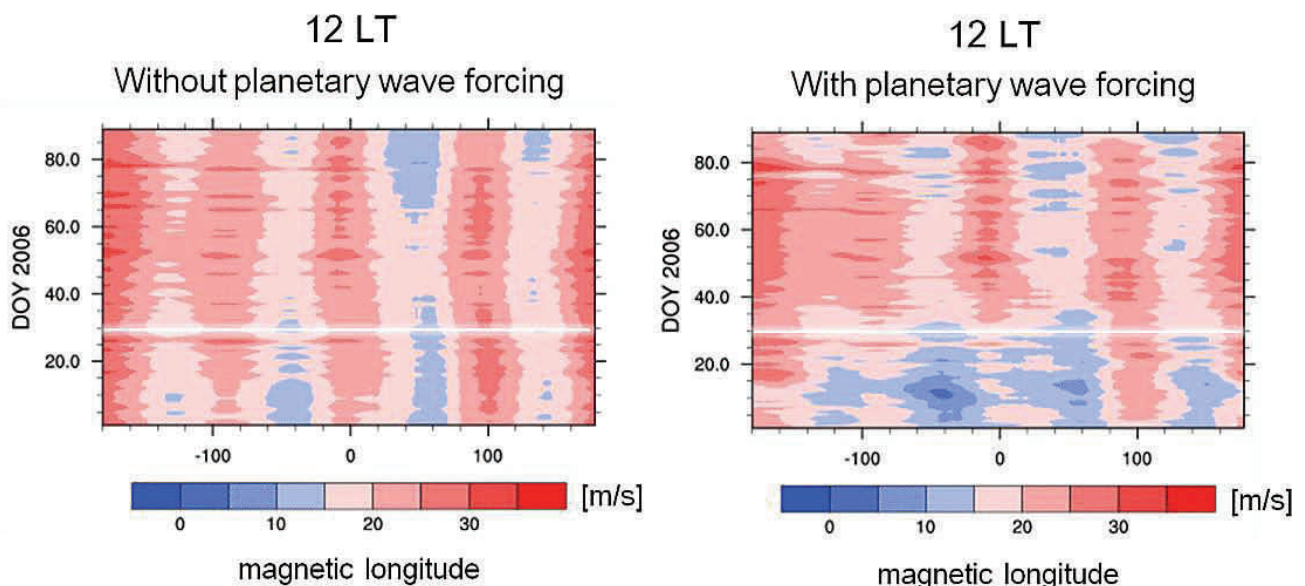 12 LT
Without planetary wave forcing
80.0
60.0
40.0
20.0
DOY 2006
-100 0 100
0 10 20 30
[m/s]
magnetic longitude
12 LT
With planetary wave forcing
80.0
60.0
40.0
20.0
DOY 2006
-100 0 100
0 10 20 30
[m/s]
magnetic longitude